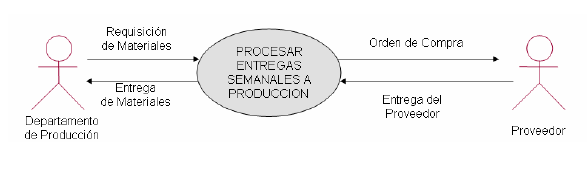 Requisición
de Materiales
PROCESAR
ENTREGAS
SEMANALES A
PRODUCCION
Orden de Compra
Entrega
de Materiales
Entrega del
Proveedor
Departamento
de Producción
Proveedor